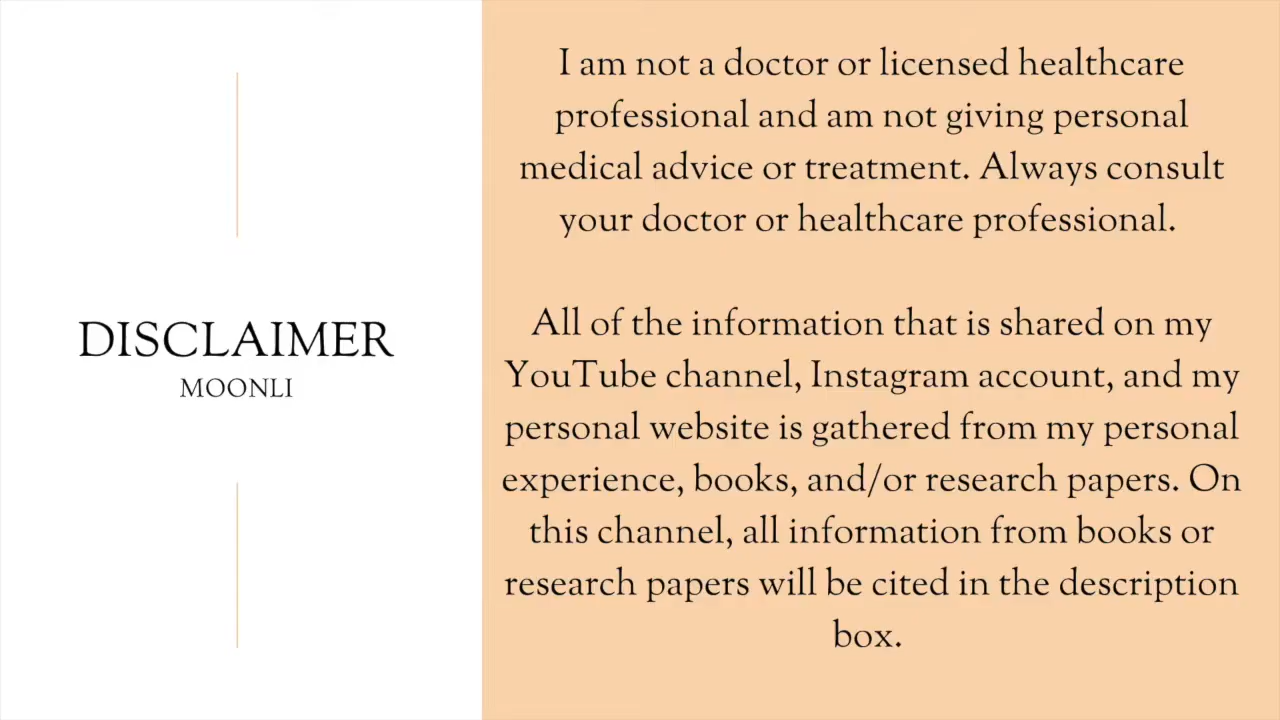 DISCLAIMER
MOONLI
I am not a doctor or licensed healthcare
professional and am not giving personal
medical advice or treatment. Always consult
your doctor or healthcare professional.
All of the information that is shared on my
YouTube channel, Instagram account, and my
personal website is gathered from my personal
experience, books, and/or research papers. On
this channel, all information from books or
research papers will be cited in the description
box.